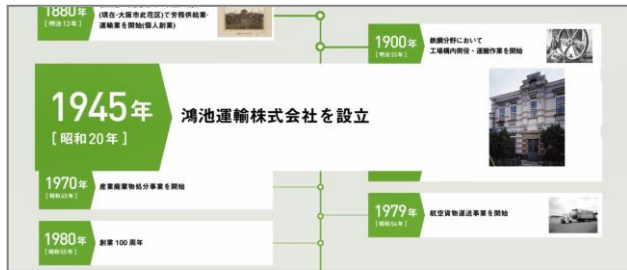 1880年
[明治13年]
(現在・大阪市此花区)で労務供給業・
運輸業を開始(個人創業)
1900年
[明治33年]
鉄鋼分野において
工場構内荷役・運搬作業を開始
1945年
[昭和20年]
鴻池運輸株式会社を設立
1970年
[昭和45年]
産業廃棄物処分事業を開始
1979年
[昭和54年]
航空貨物運送事業を開始
1980年
[昭和55年]
創業100周年